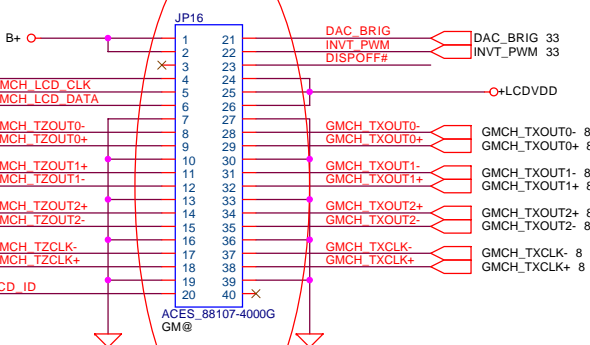 JP16
B+
1 21 DAC_BRIG DAC_BRIG 33
2 22 INVT_PWM INVT_PWM 33
3 23 DISPOFF#
4 24
MCH_LCD_CLK 5 25 +LCDVDD
MCH_LCD_DATA 6 26
7 27
MCH_TZOUT0- 8 28 GMCH_TXOUT0- GMCH_TXOUT0- 8
MCH_TZOUT0+ 9 29 GMCH_TXOUT0+ GMCH_TXOUT0+ 8
10 30
MCH_TZOUT1+ 11 31 GMCH_TXOUT1- GMCH_TXOUT1- 8
MCH_TZOUT1- 12 32 GMCH_TXOUT1+ GMCH_TXOUT1+ 8
13 33
MCH_TZOUT2+ 14 34 GMCH_TXOUT2+ GMCH_TXOUT2+ 8
MCH_TZOUT2- 15 35 GMCH_TXOUT2- GMCH_TXOUT2- 8
16 36
MCH_TZCLK- 17 37 GMCH_TXCLK- GMCH_TXCLK- 8
MCH_TZCLK+ 18 38 GMCH_TXCLK+ GMCH_TXCLK+ 8
19 39
CD_ID 20 40
ACES_88107-4000G
GM@